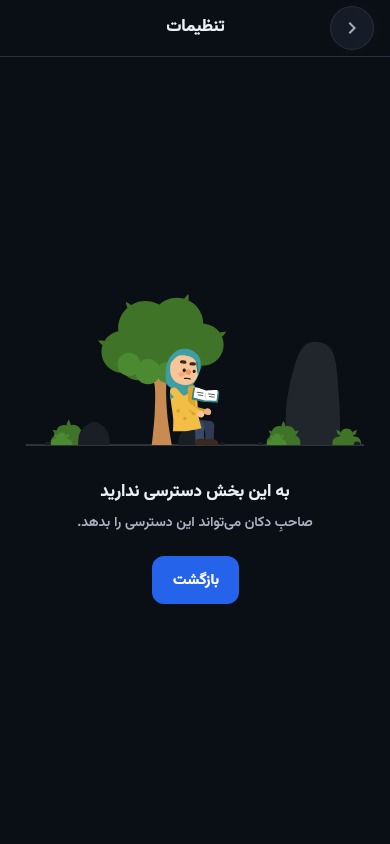 تنظیمات
به این بخش دسترسی ندارید
صاحبِ دکان می‌تواند این دسترسی را بدهد.
بازگشت